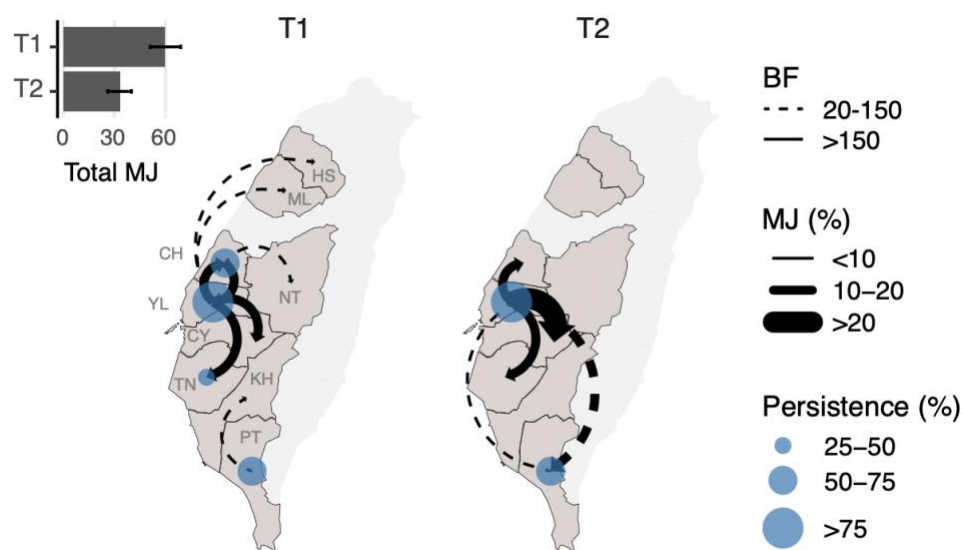 T1
T2
T1
T2
0 30 60
Total MJ
HS
ML
CH
NT
YL
CY
TN
KH
PT
BF
20-150
>150
MJ (%)
<10
10–20
>20
Persistence (%)
25–50
50–75
>75